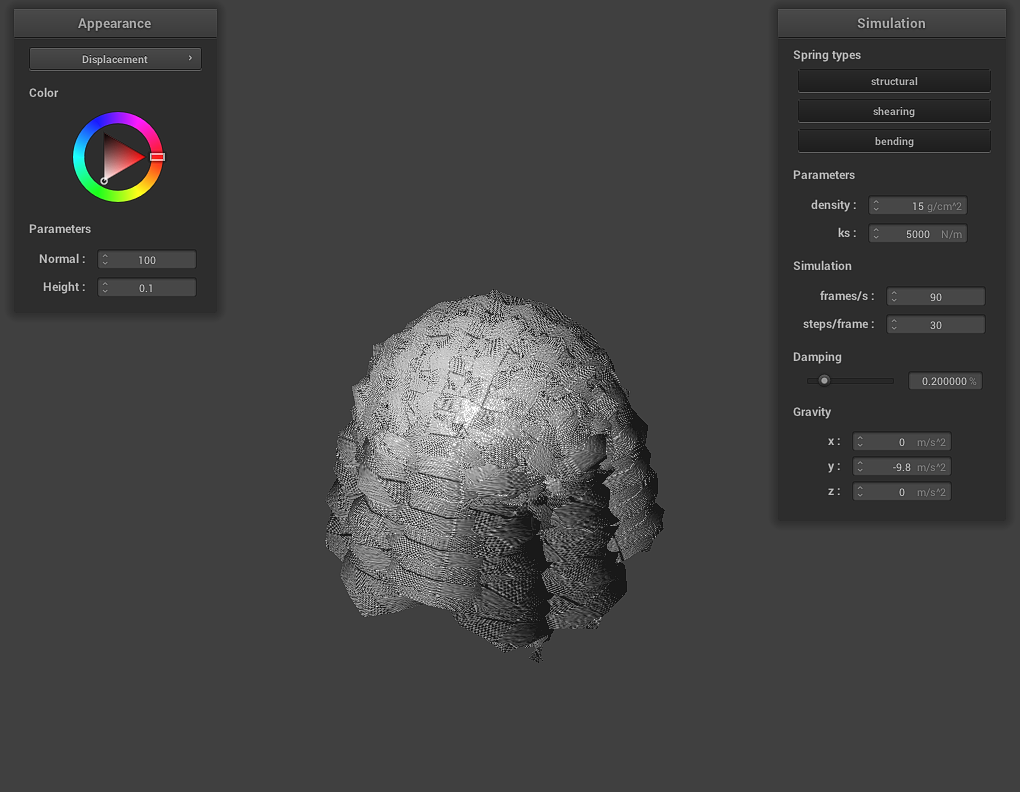 Appearance
Displacement ›
Color
Parameters
Normal : 100
Height : 0.1
Simulation
Spring types
structural
shearing
bending
Parameters
density : 15 g/cm^2
ks : 5000 N/m
Simulation
frames/s : 90
steps/frame : 30
Damping
0.200000 %
Gravity
x : 0 m/s^2
y : -9.8 m/s^2
z : 0 m/s^2